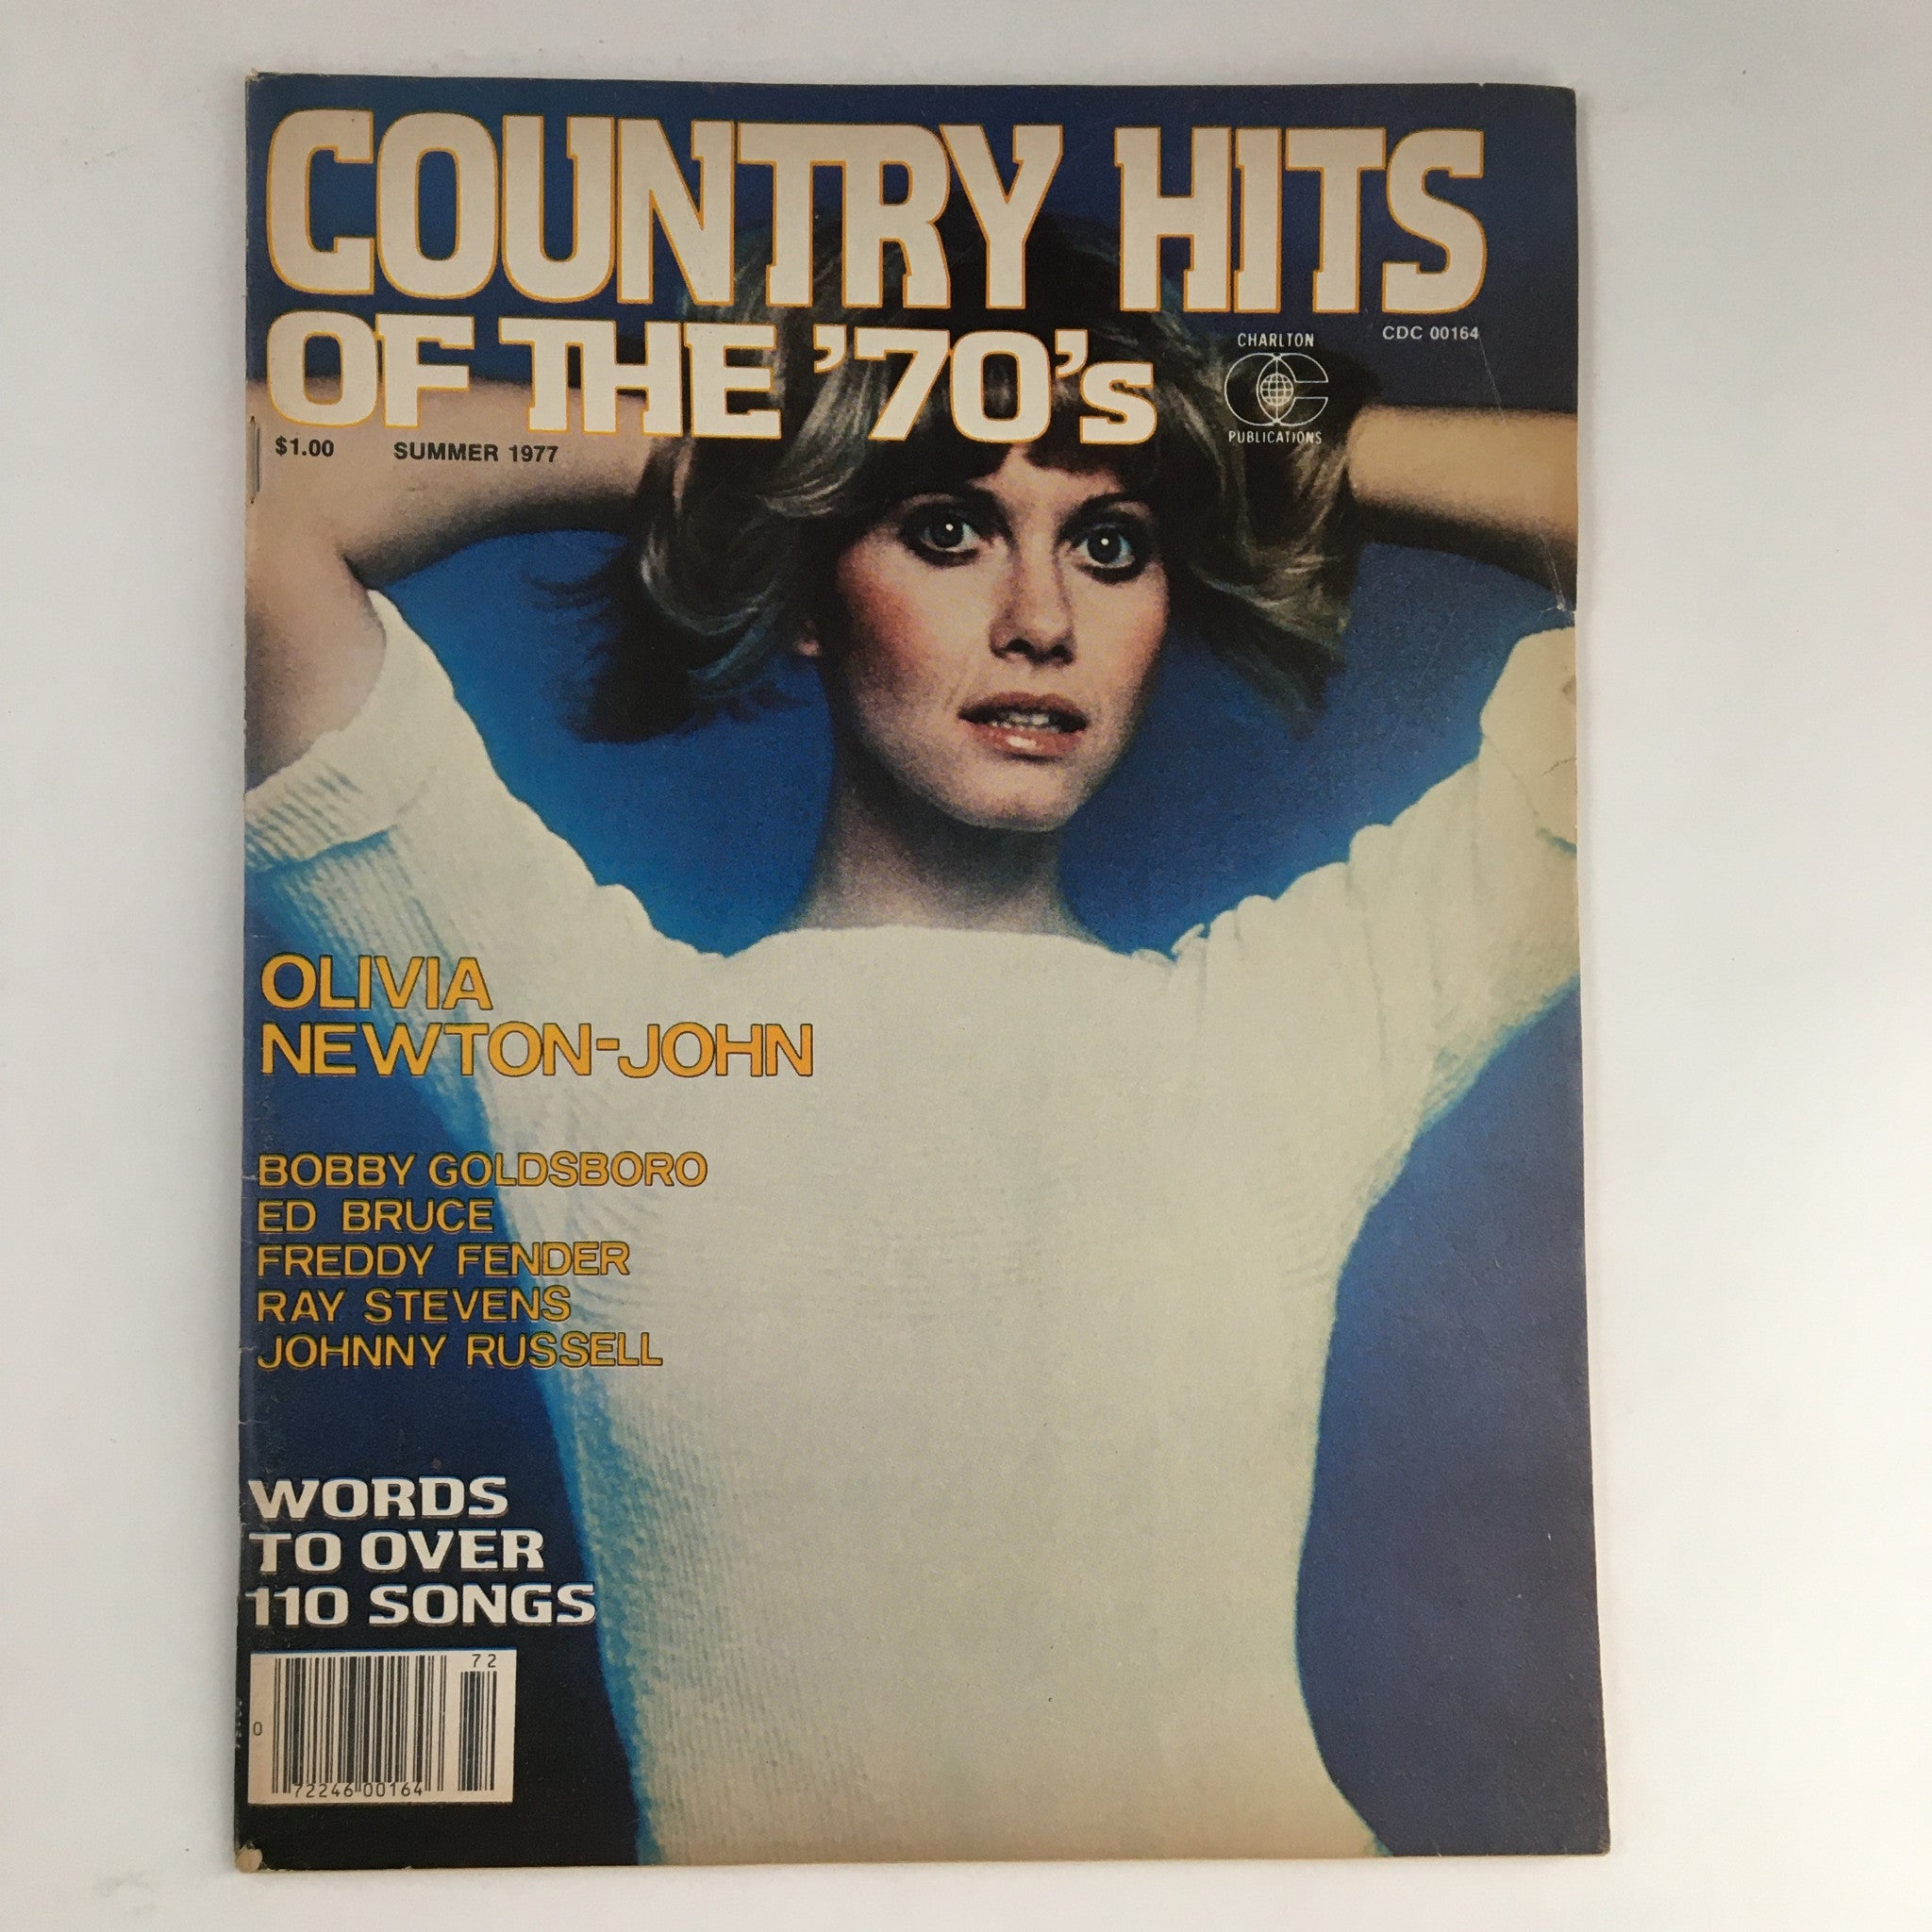 COUNTRY HITS
OF THE '70's
CHARLTON
PUBLICATIONS
CDC 00164
$1.00 SUMMER 1977
OLIVIA
NEWTON-JOHN
BOBBY GOLDSBORO
ED BRUCE
FREDDY FENDER
RAY STEVENS
JOHNNY RUSSELL
WORDS
TO OVER
110 SONGS
72
0
72246 00164